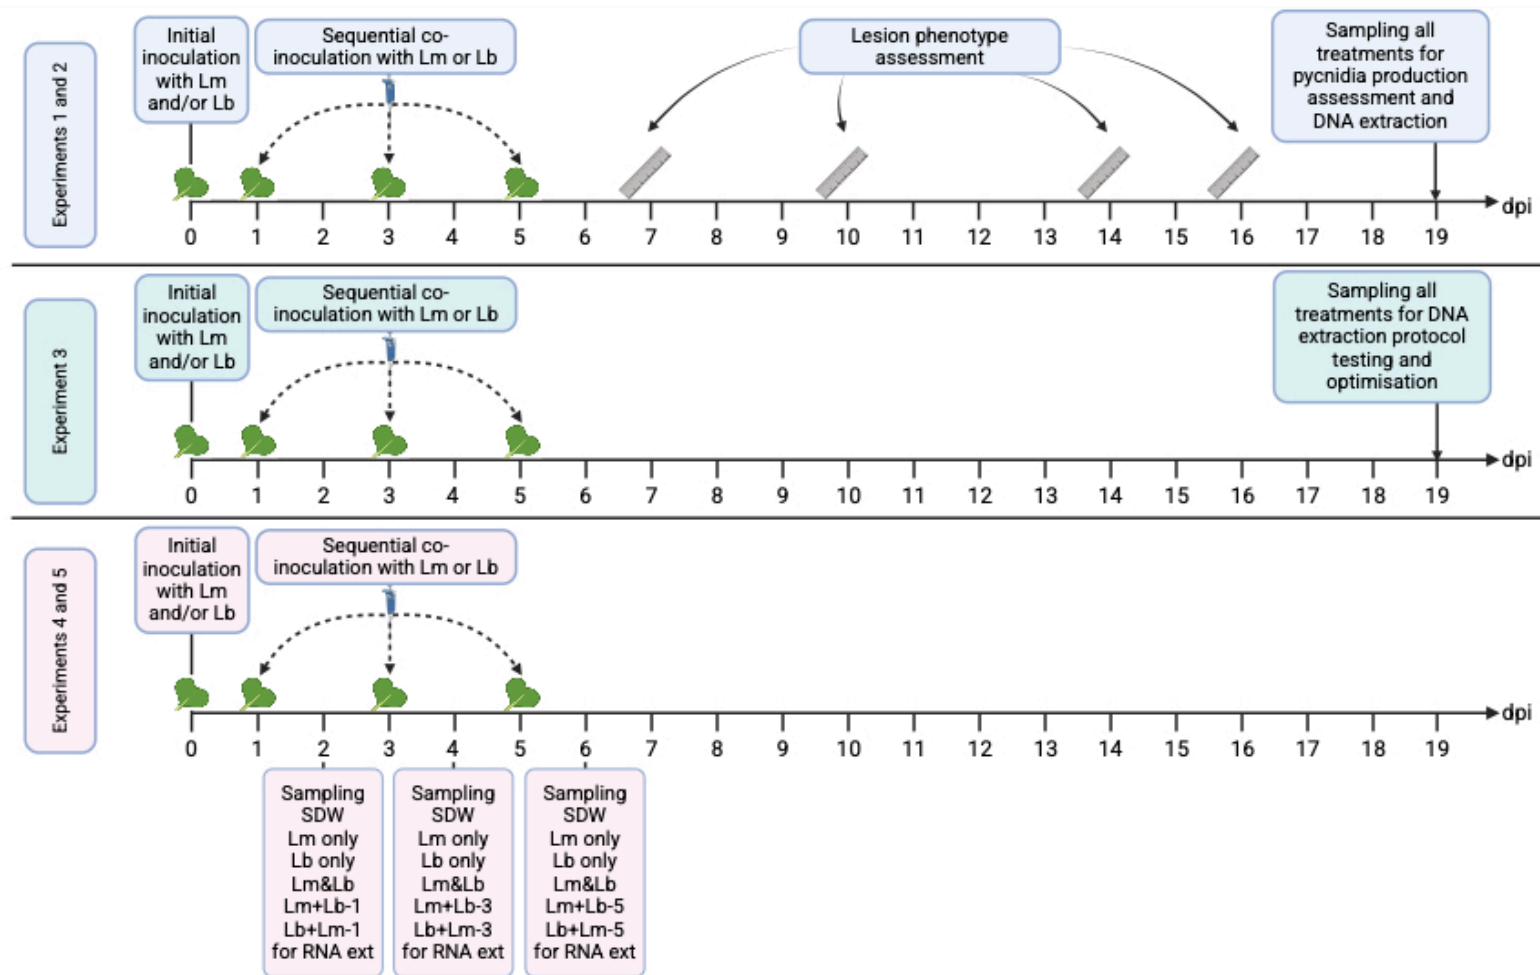 Experiments 1 and 2
Initial
inoculation
with Lm
and/or Lb
Sequential co-
inoculation with Lm or Lb
Lesion phenotype
assessment
Sampling all
treatments for
pycnidia production
assessment and
DNA extraction
dpi
0 1 2 3 4 5 6 7 8 9 10 11 12 13 14 15 16 17 18 19
Experiment 3
Initial
inoculation
with Lm
and/or Lb
Sequential co-
inoculation with Lm or Lb
Sampling all
treatments for DNA
extraction protocol
testing and
optimisation
dpi
0 1 2 3 4 5 6 7 8 9 10 11 12 13 14 15 16 17 18 19
Experiments 4 and 5
Initial
inoculation
with Lm
and/or Lb
Sequential co-
inoculation with Lm or Lb
dpi
0 1 2 3 4 5 6 7 8 9 10 11 12 13 14 15 16 17 18 19
Sampling
SDW
Lm only
Lb only
Lm&Lb
Lm+Lb-1
Lb+Lm-1
for RNA ext
Sampling
SDW
Lm only
Lb only
Lm&Lb
Lm+Lb-3
Lb+Lm-3
for RNA ext
Sampling
SDW
Lm only
Lb only
Lm&Lb
Lm+Lb-5
Lb+Lm-5
for RNA ext